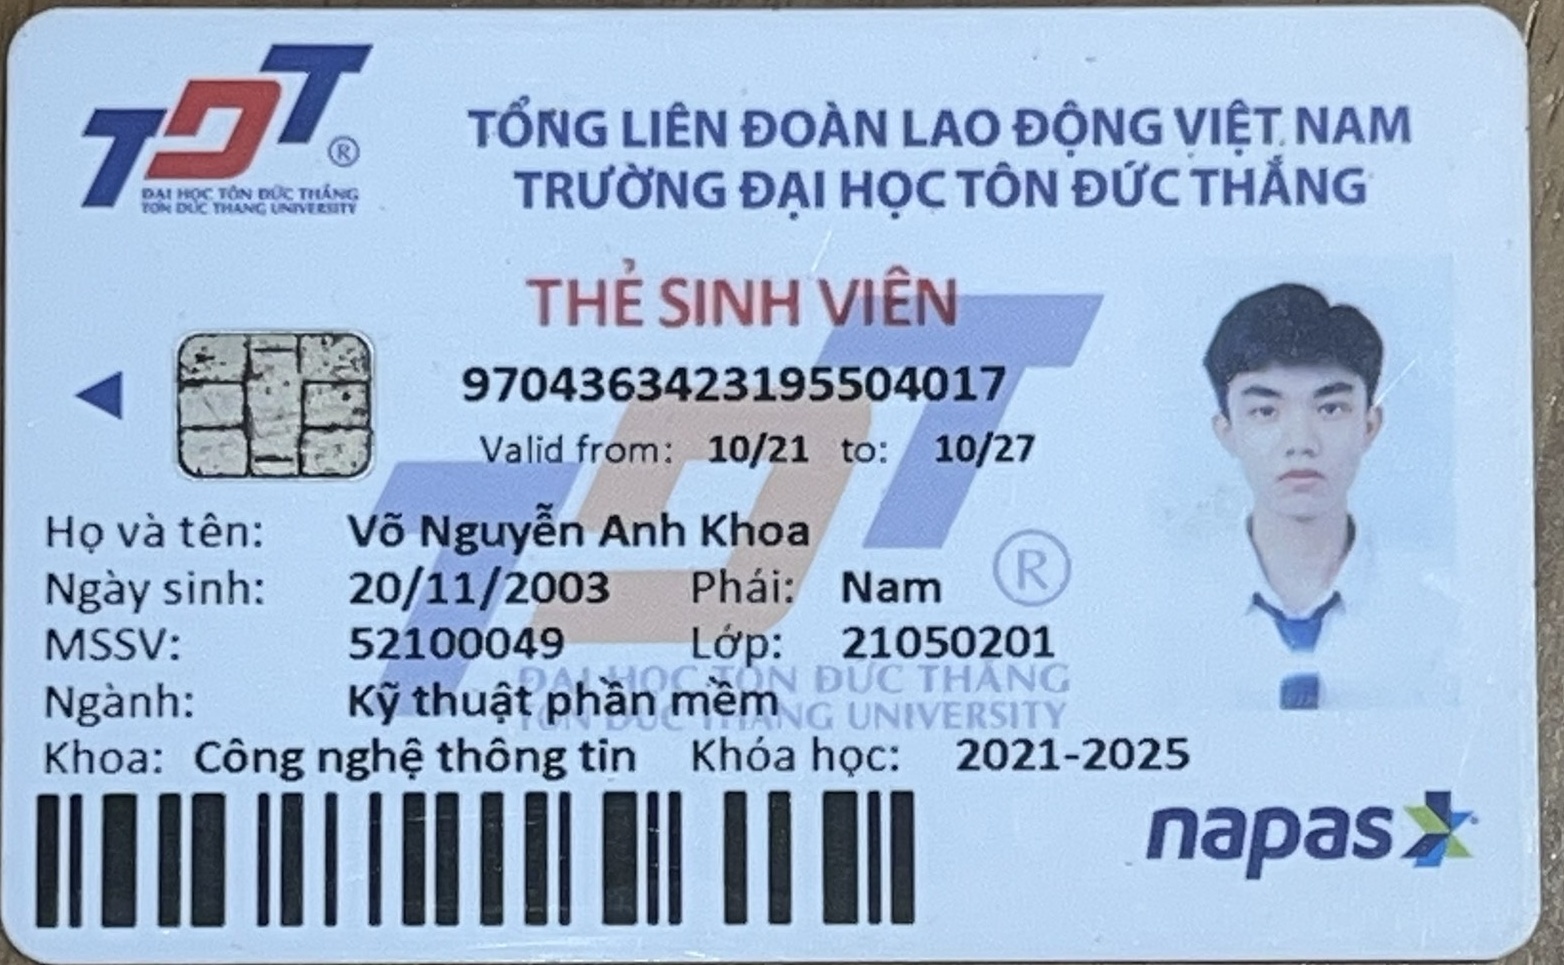 TDT ®
ĐẠI HỌC TÔN ĐỨC THẮNG
TON DUC THANG UNIVERSITY
TỔNG LIÊN ĐOÀN LAO ĐỘNG VIỆT NAM
TRƯỜNG ĐẠI HỌC TÔN ĐỨC THẮNG
THẺ SINH VIÊN
9704363423195504017
Valid from: 10/21 to: 10/27
Họ và tên: Võ Nguyễn Anh Khoa
Ngày sinh: 20/11/2003 Phái: Nam
MSSV: 52100049 Lớp: 21050201
Ngành: Kỹ thuật phần mềm
Khoa: Công nghệ thông tin Khóa học: 2021-2025
TDT ®
ĐẠI HỌC TÔN ĐỨC THẮNG
TON DUC THANG UNIVERSITY
napas